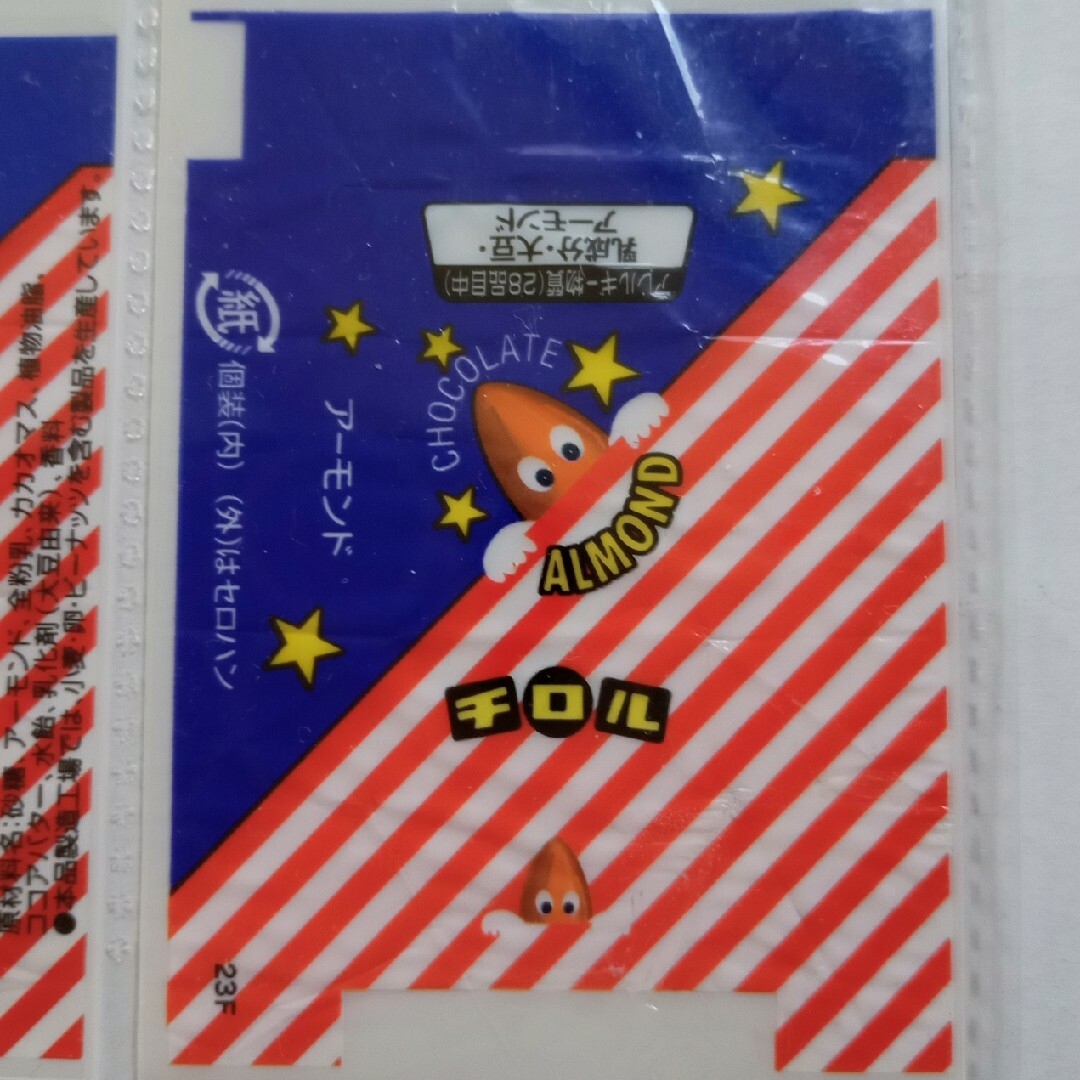 アレルギー物質(28品目中)
乳成分・大豆・
アーモンド
CHOCOLATE
ALMOND
チロル
アーモンド
紙
個装(内) (外)はセロハン
23F
原材料名:砂糖、アーモンド、全粉乳、カカオマス、植物油脂、
ココアバター、水飴、乳化剤(大豆由来)、香料
●本品製造工場では、小麦・卵・ピーナッツを含む製品を生産しています。